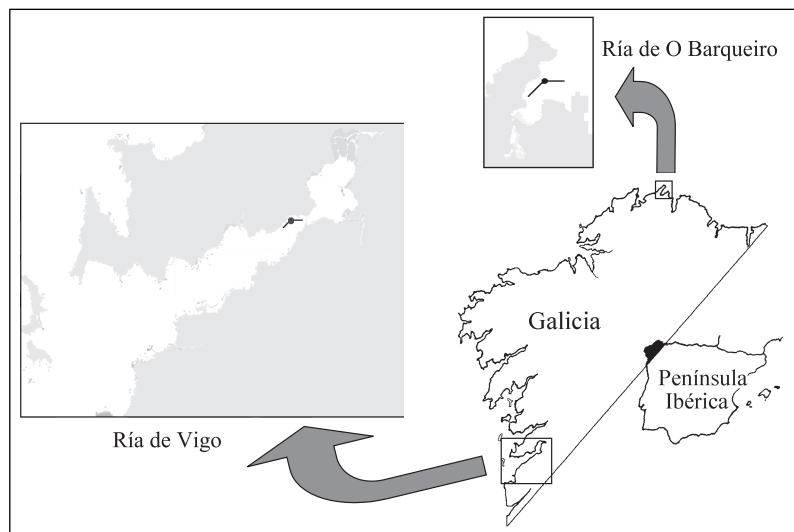 Ría de O Barqueiro
Galicia
Península
Ibérica
Ría de Vigo